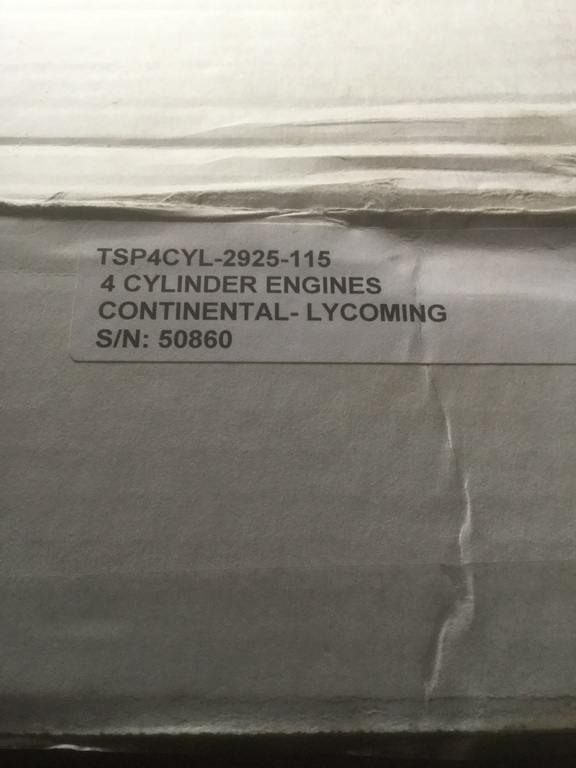 TSP4CYL-2925-115
4 CYLINDER ENGINES
CONTINENTAL- LYCOMING
S/N: 50860